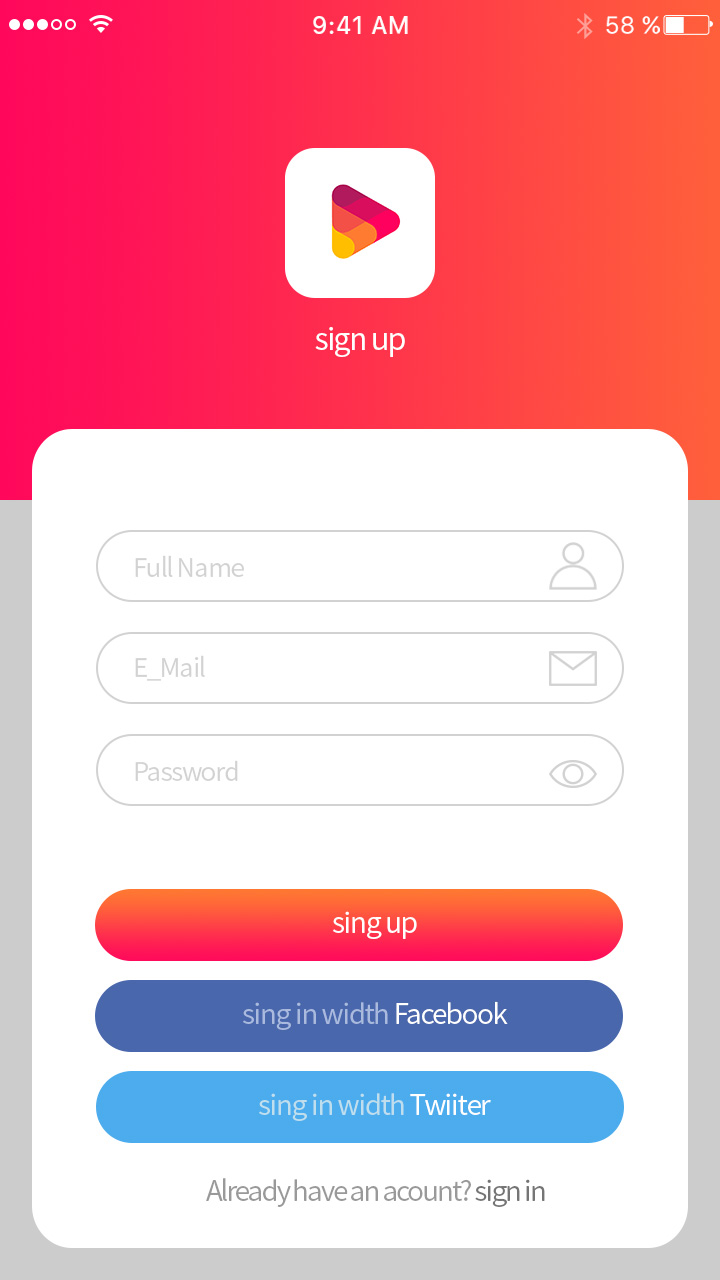 9:41 AM 58 %
sign up
Full Name
E_Mail
Password
sing up
sing in width Facebook
sing in width Twiiter
Already have an acount? sign in